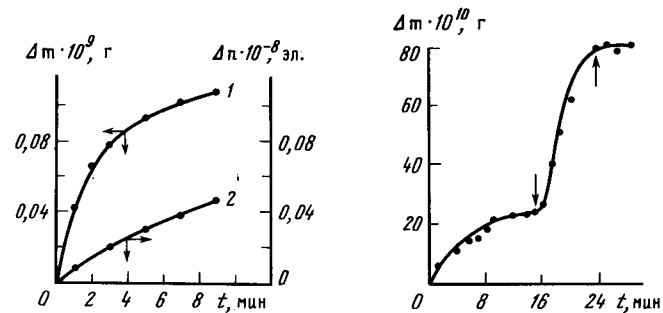 Δm·10⁹, г
Δn·10⁻⁸, эл.
0,08
0,04
0
0,08
0,04
0
1
2
2 4 6 8 t, мин
Δm·10¹⁰, г
80
60
40
20
0
8 16 24 t, мин